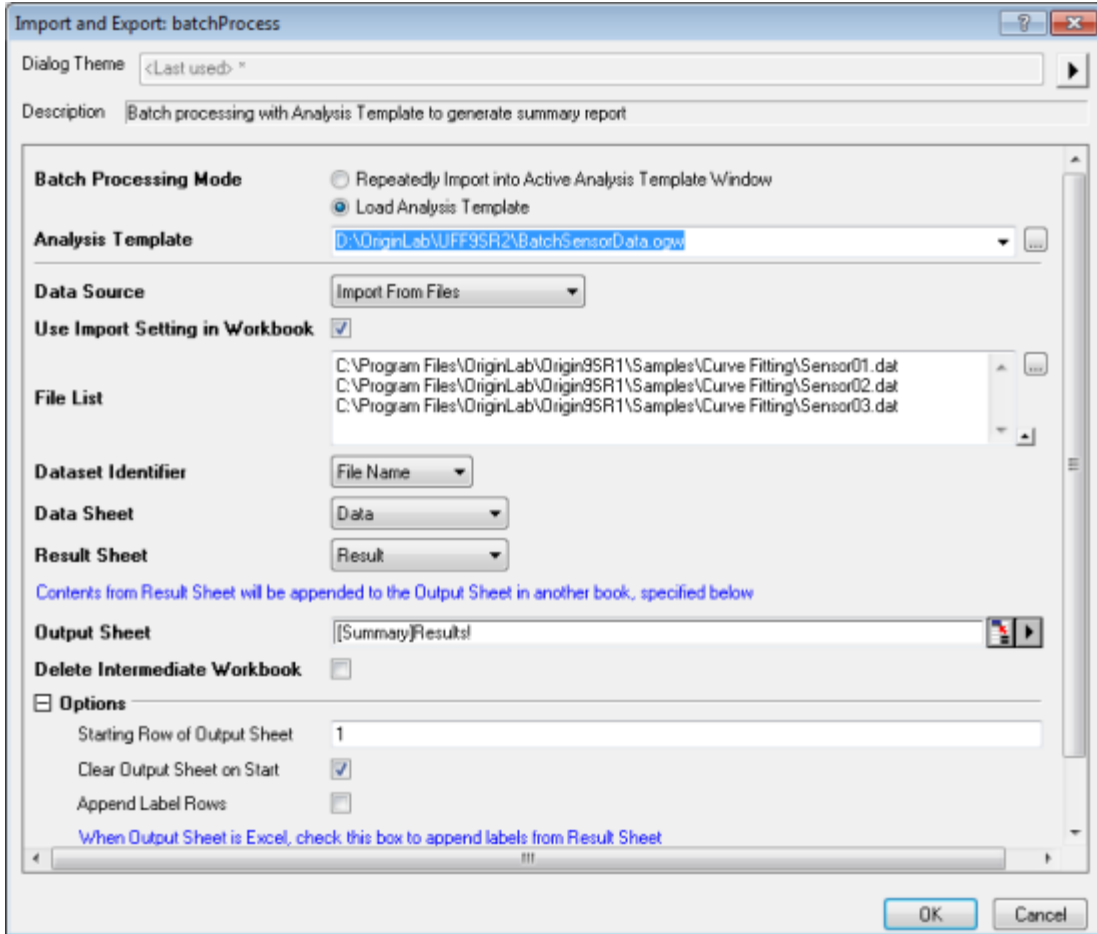 Import and Export: batchProcess
Dialog Theme <Last used> *
Description Batch processing with Analysis Template to generate summary report
Batch Processing Mode Repeatedly Import into Active Analysis Template Window
Load Analysis Template
Analysis Template D:\OriginLab\UFF9SR2\BatchSensorData.ogw ...
Data Source Import From Files
Use Import Setting in Workbook
File List C:\Program Files\OriginLab\Origin9SR1\Samples\Curve Fitting\Sensor01.dat ...
C:\Program Files\OriginLab\Origin9SR1\Samples\Curve Fitting\Sensor02.dat
C:\Program Files\OriginLab\Origin9SR1\Samples\Curve Fitting\Sensor03.dat
Dataset Identifier File Name
Data Sheet Data
Result Sheet Result
Contents from Result Sheet will be appended to the Output Sheet in another book, specified below
Output Sheet [Summary]Results!
Delete Intermediate Workbook
Options
Starting Row of Output Sheet 1
Clear Output Sheet on Start
Append Label Rows
When Output Sheet is Excel, check this box to append labels from Result Sheet
OK Cancel